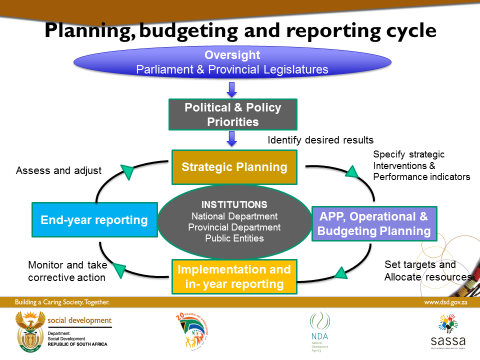 Planning, budgeting and reporting cycle
Oversight
Parliament & Provincial Legislatures
Political & Policy
Priorities
Identify desired results
Specify strategic
Interventions &
Performance indicators
Assess and adjust
Strategic Planning
INSTITUTIONS
National Department
Provincial Department
Public Entities
End-year reporting
APP, Operational &
Budgeting Planning
Monitor and take
corrective action
Implementation and
in- year reporting
Set targets and
Allocate resources
Building a Caring Society. Together.
www.dsd.gov.za
social development
Department:
Social Development
REPUBLIC OF SOUTH AFRICA
NDA
sassa